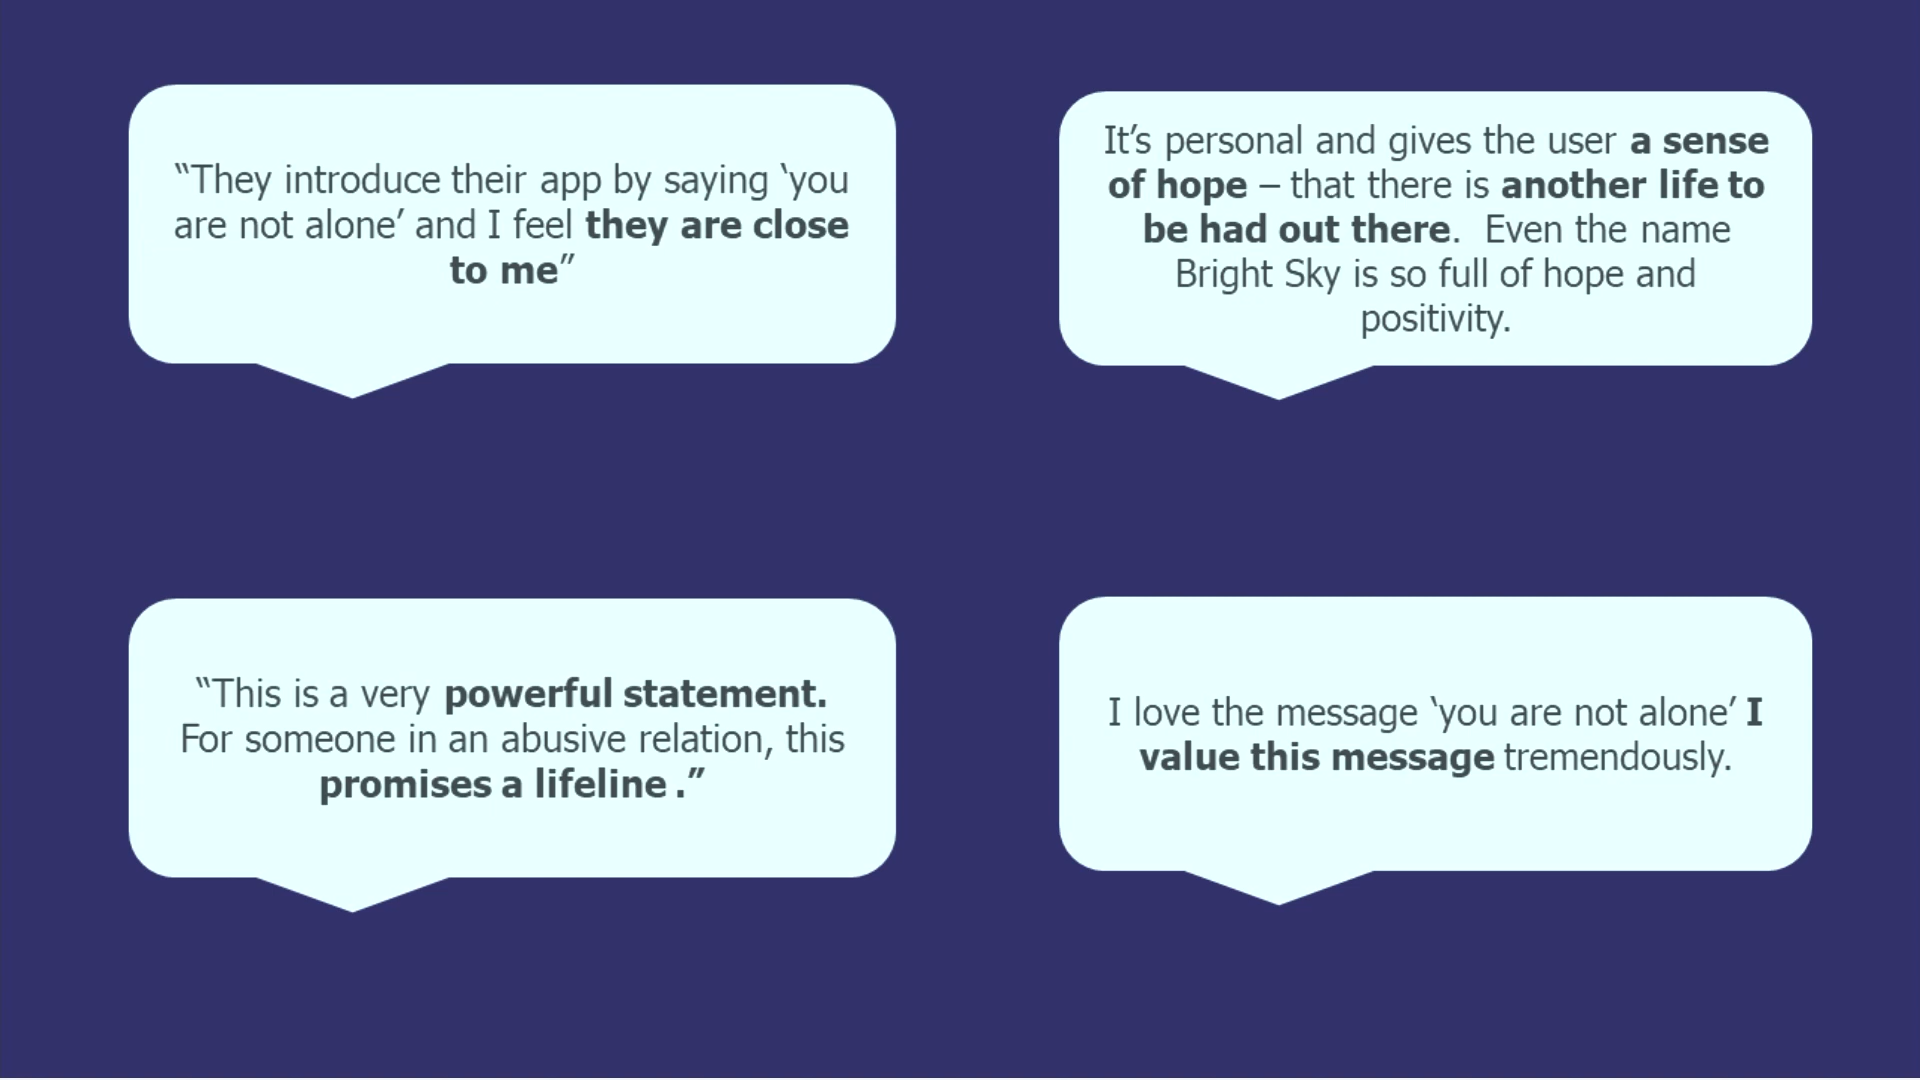 “They introduce their app by saying ‘you
are not alone’ and I feel they are close
to me”
It’s personal and gives the user a sense
of hope – that there is another life to
be had out there.  Even the name
Bright Sky is so full of hope and
positivity.
“This is a very powerful statement.
For someone in an abusive relation, this
promises a lifeline .”
I love the message ‘you are not alone’ I
value this message tremendously.